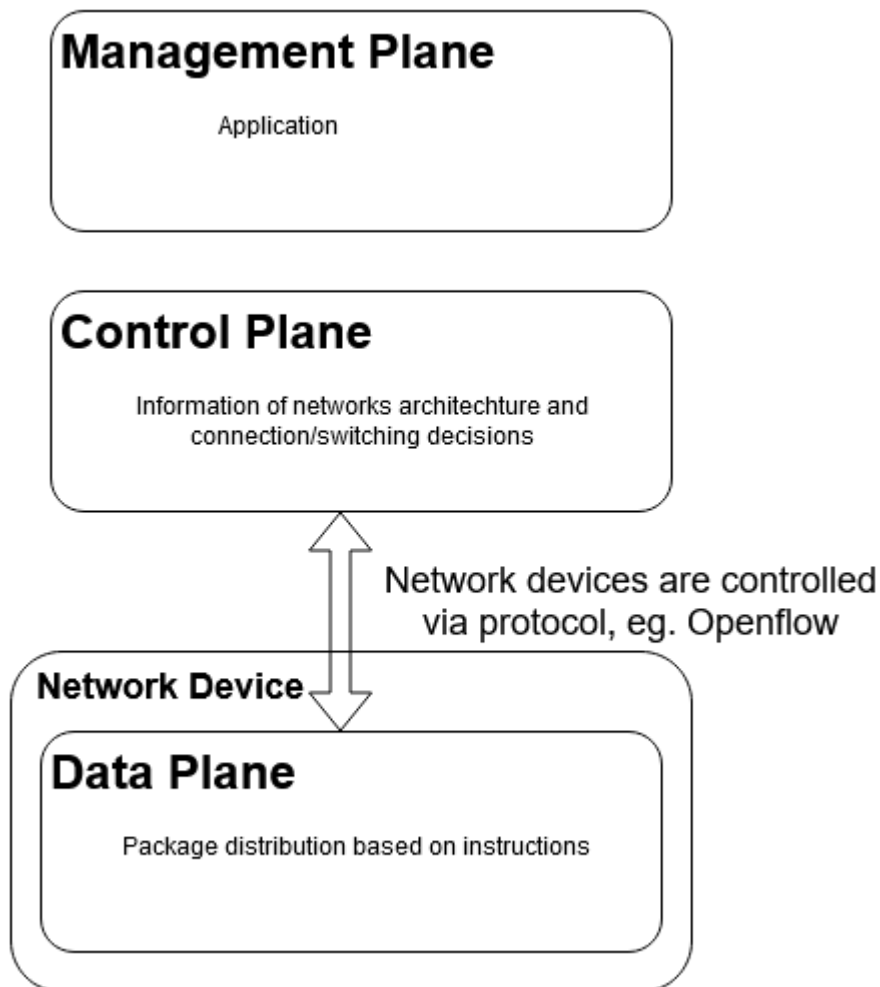 Management Plane
Application
Control Plane
Information of networks architechture and
connection/switching decisions
Network devices are controlled
via protocol, eg. Openflow
Network Device
Data Plane
Package distribution based on instructions